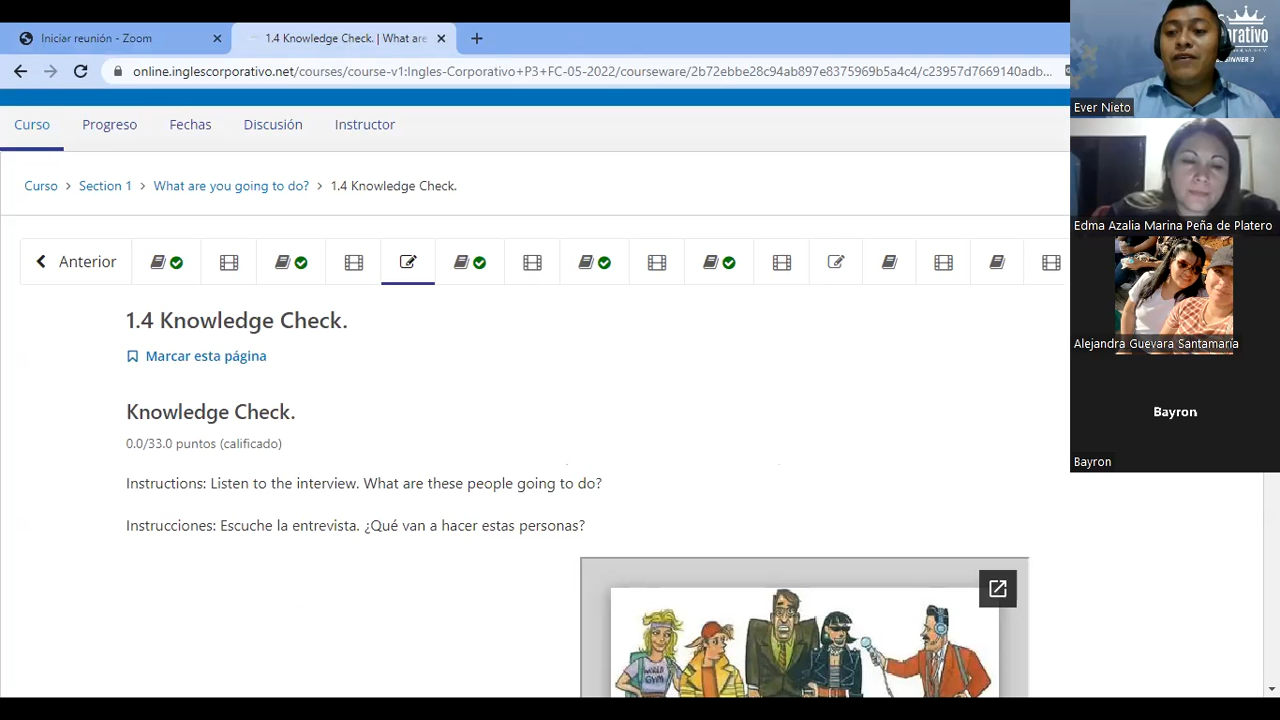 Iniciar reunión - Zoom
1.4 Knowledge Check. | What are
online.inglescorporativo.net/courses/course-v1:Ingles-Corporativo+P3+FC-05-2022/courseware/2b72ebbe28c94ab897e8375969b5a4c4/c23957d7669140adb...
Curso
Progreso
Fechas
Discusión
Instructor
Curso > Section 1 > What are you going to do? > 1.4 Knowledge Check.
Anterior
1.4 Knowledge Check.
Marcar esta página
Knowledge Check.
0.0/33.0 puntos (calificado)
Instructions: Listen to the interview. What are these people going to do?
Instrucciones: Escuche la entrevista. ¿Qué van a hacer estas personas?
WORLD
GYM
Ever Nieto
Edma Azalia Marina Peña de Platero
Alejandra Guevara Santamaría
Bayron
Bayron